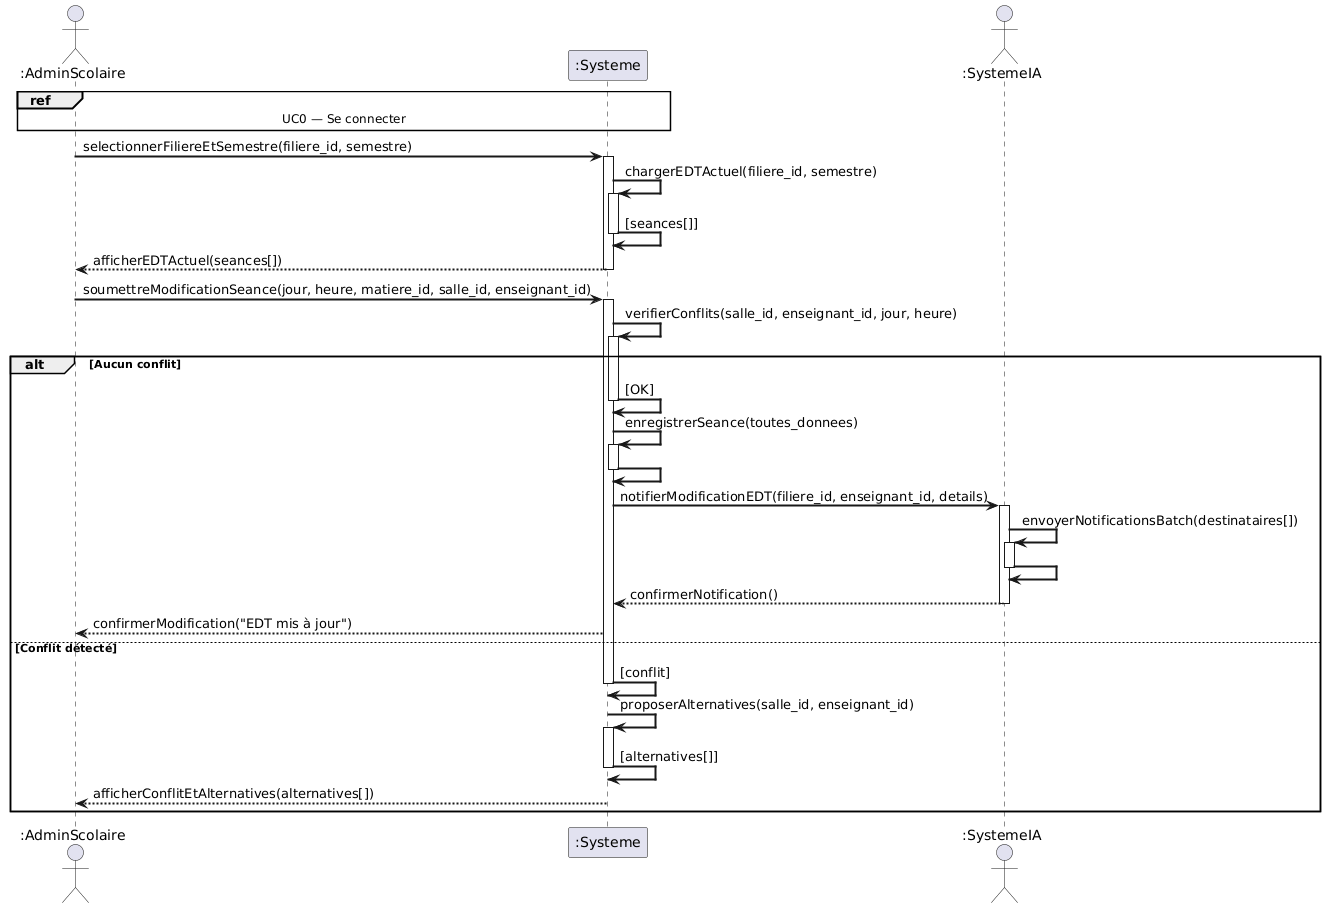 :AdminScolaire
:Systeme
:SystemeIA
ref
UC0 — Se connecter
selectionnerFiliereEtSemestre(filiere_id, semestre)
chargerEDTActuel(filiere_id, semestre)
[seances[]]
afficherEDTActuel(seances[])
soumettreModificationSeance(jour, heure, matiere_id, salle_id, enseignant_id)
verifierConflits(salle_id, enseignant_id, jour, heure)
alt [Aucun conflit]
[OK]
enregistrerSeance(toutes_donnees)
notifierModificationEDT(filiere_id, enseignant_id, details)
envoyerNotificationsBatch(destinataires[])
confirmerNotification()
confirmerModification("EDT mis à jour")
[Conflit détecté]
[conflit]
proposerAlternatives(salle_id, enseignant_id)
[alternatives[]]
afficherConflitEtAlternatives(alternatives[])
:AdminScolaire
:Systeme
:SystemeIA